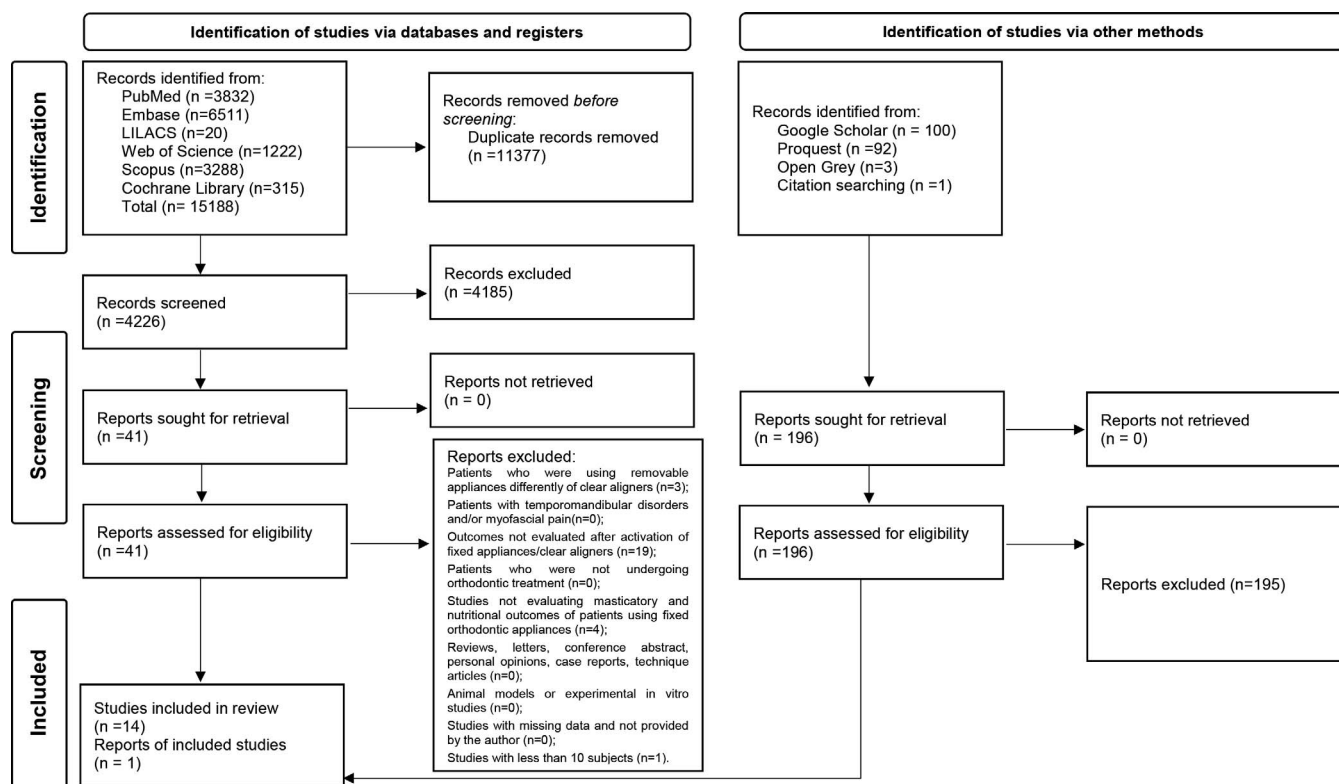 Identification of studies via databases and registers
Identification of studies via other methods
Identification
Records identified from:
PubMed (n =3832)
Embase (n=6511)
LILACS (n=20)
Web of Science (n=1222)
Scopus (n=3288)
Cochrane Library (n=315)
Total (n= 15188)
Records removed before
screening:
Duplicate records removed
(n =11377)
Records identified from:
Google Scholar (n = 100)
Proquest (n =92)
Open Grey (n=3)
Citation searching (n =1)
Screening
Records screened
(n =4226)
Records excluded
(n =4185)
Reports sought for retrieval
(n =41)
Reports not retrieved
(n = 0)
Reports sought for retrieval
(n = 196)
Reports not retrieved
(n = 0)
Reports assessed for eligibility
(n =41)
Reports excluded:
Patients who were using removable
appliances differently of clear aligners (n=3);
Patients with temporomandibular disorders
and/or myofascial pain(n=0);
Outcomes not evaluated after activation of
fixed appliances/clear aligners (n=19);
Patients who were not undergoing
orthodontic treatment (n=0);
Studies not evaluating masticatory and
nutritional outcomes of patients using fixed
orthodontic appliances (n=4);
Reviews, letters, conference abstract,
personal opinions, case reports, technique
articles (n=0);
Animal models or experimental in vitro
studies (n=0);
Studies with missing data and not provided
by the author (n=0);
Studies with less than 10 subjects (n=1).
Reports assessed for eligibility
(n =196)
Reports excluded (n=195)
Included
Studies included in review
(n =14)
Reports of included studies
(n = 1)